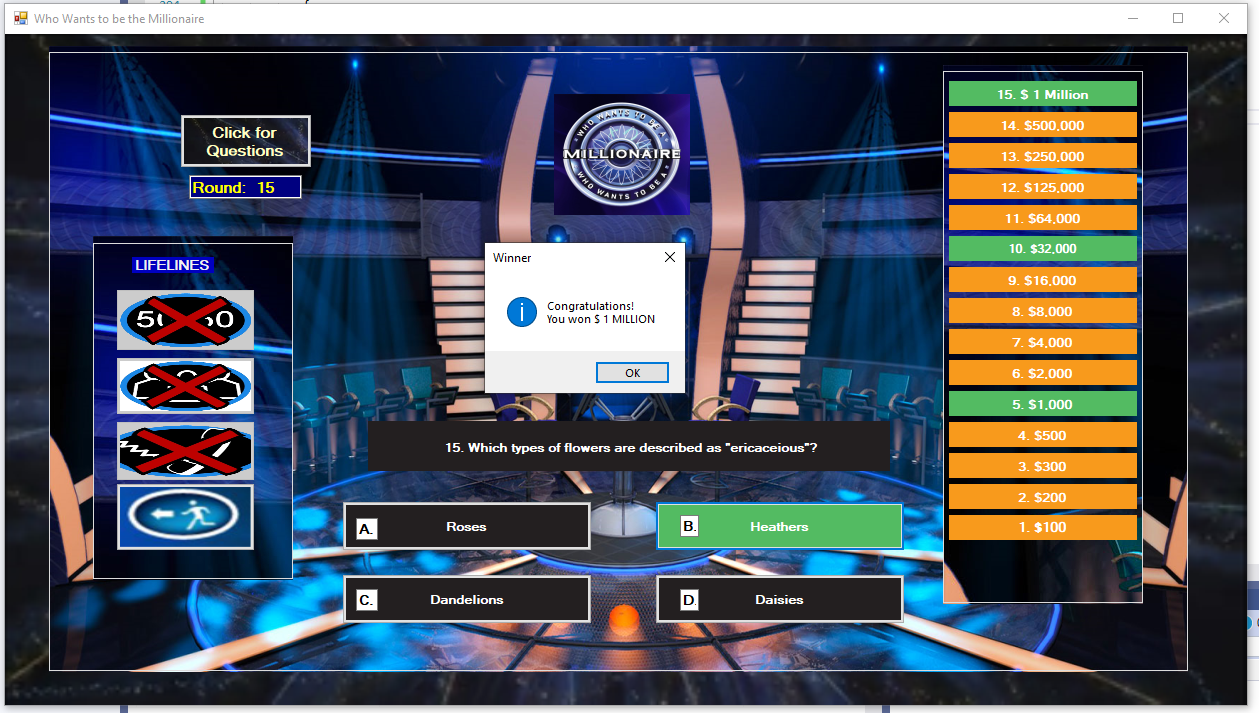 Who Wants to be the Millionaire
Click for
Questions
Round: 15
LIFELINES
WHO WANTS TO BE A
MILLIONAIRE
WHO WANTS TO BE A
Winner
Congratulations!
You won $ 1 MILLION
OK
15. Which types of flowers are described as "ericaceious"?
A. Roses
B. Heathers
C. Dandelions
D. Daisies
15. $ 1 Million
14. $500,000
13. $250,000
12. $125,000
11. $64,000
10. $32,000
9. $16,000
8. $8,000
7. $4,000
6. $2,000
5. $1,000
4. $500
3. $300
2. $200
1. $100